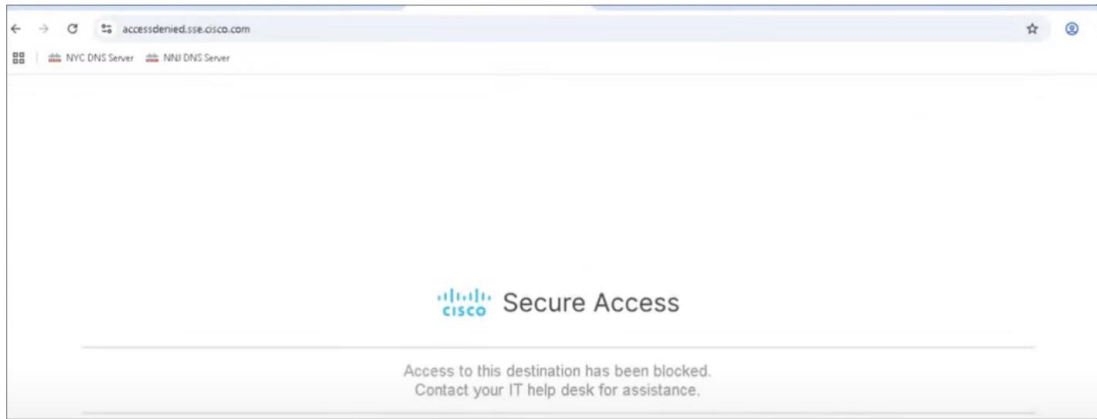 accessdenied.sse.cisco.com
NYC DNS Server NNJ DNS Server
CISCO Secure Access
Access to this destination has been blocked.
Contact your IT help desk for assistance.